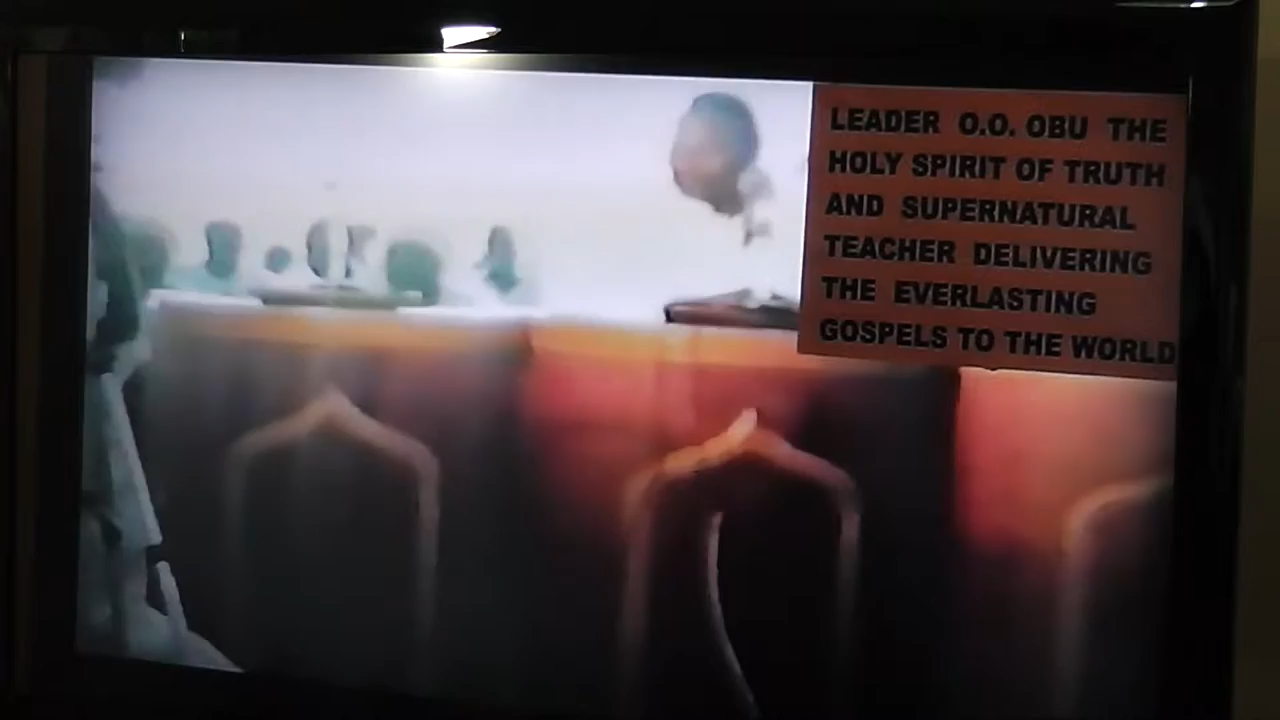 LEADER O.O. OBU THE
HOLY SPIRIT OF TRUTH
AND SUPERNATURAL
TEACHER DELIVERING
THE EVERLASTING
GOSPELS TO THE WORLD